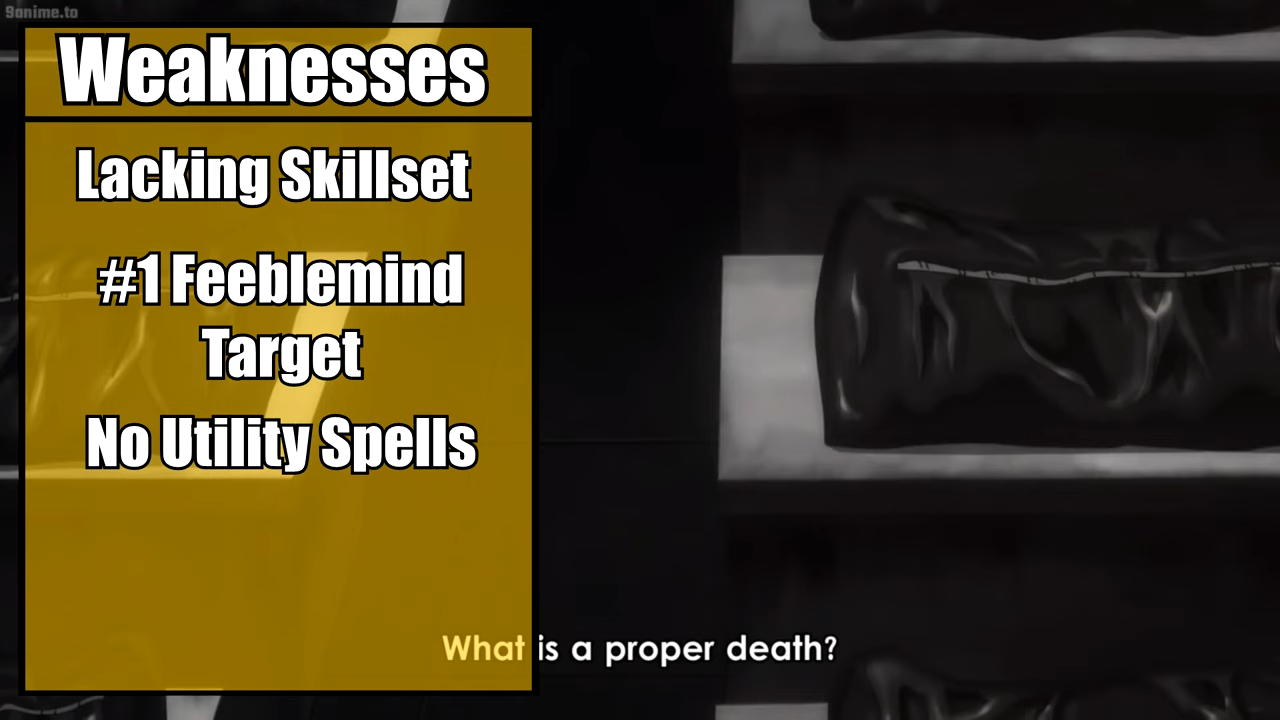 9anime.to
Weaknesses
Lacking Skillset
#1 Feeblemind
Target
No Utility Spells
What is a proper death?